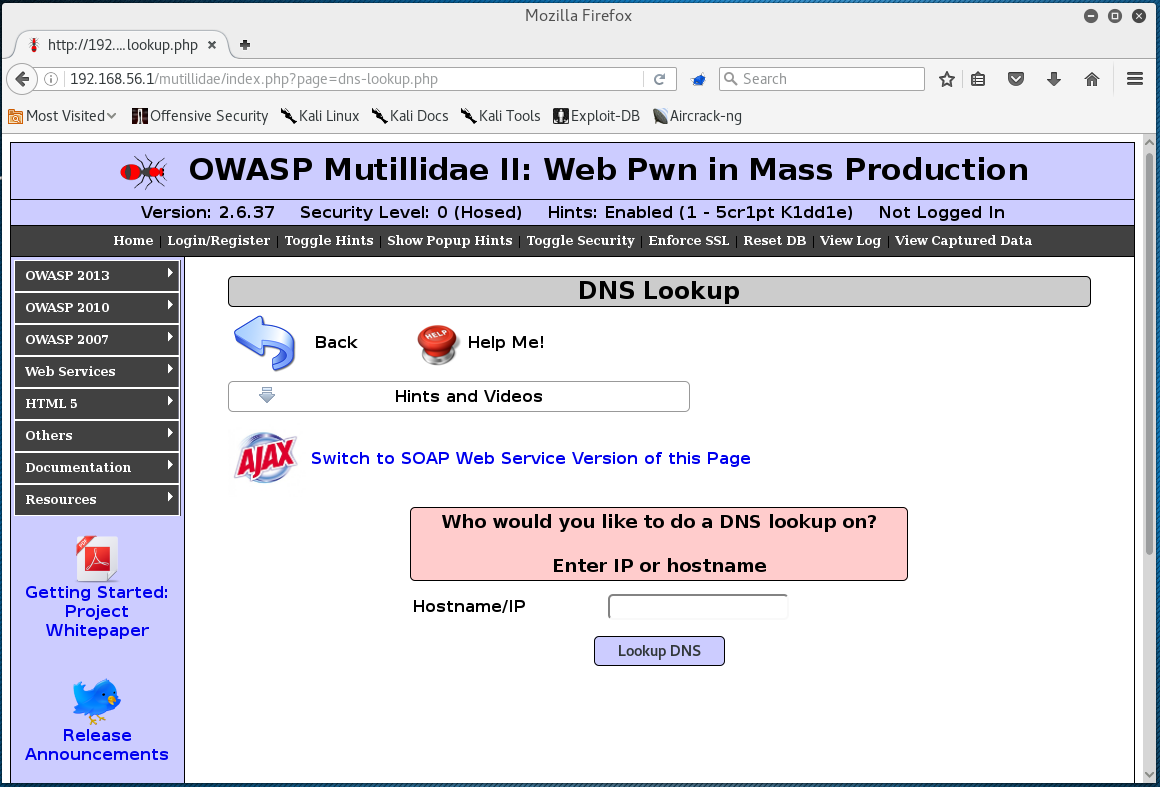 Mozilla Firefox
http://192....lookup.php
192.168.56.1/mutillidae/index.php?page=dns-lookup.php
Search
Most Visited
Offensive Security
Kali Linux
Kali Docs
Kali Tools
Exploit-DB
Aircrack-ng
OWASP Mutillidae II: Web Pwn in Mass Production
Version: 2.6.37 Security Level: 0 (Hosed) Hints: Enabled (1 - 5cr1pt K1dd1e) Not Logged In
Home | Login/Register | Toggle Hints | Show Popup Hints | Toggle Security | Enforce SSL | Reset DB | View Log | View Captured Data
OWASP 2013
OWASP 2010
OWASP 2007
Web Services
HTML 5
Others
Documentation
Resources
Getting Started:
Project
Whitepaper
Release
Announcements
DNS Lookup
Back
HELP
Help Me!
Hints and Videos
AJAX
Switch to SOAP Web Service Version of this Page
Who would you like to do a DNS lookup on?
Enter IP or hostname
Hostname/IP
Lookup DNS